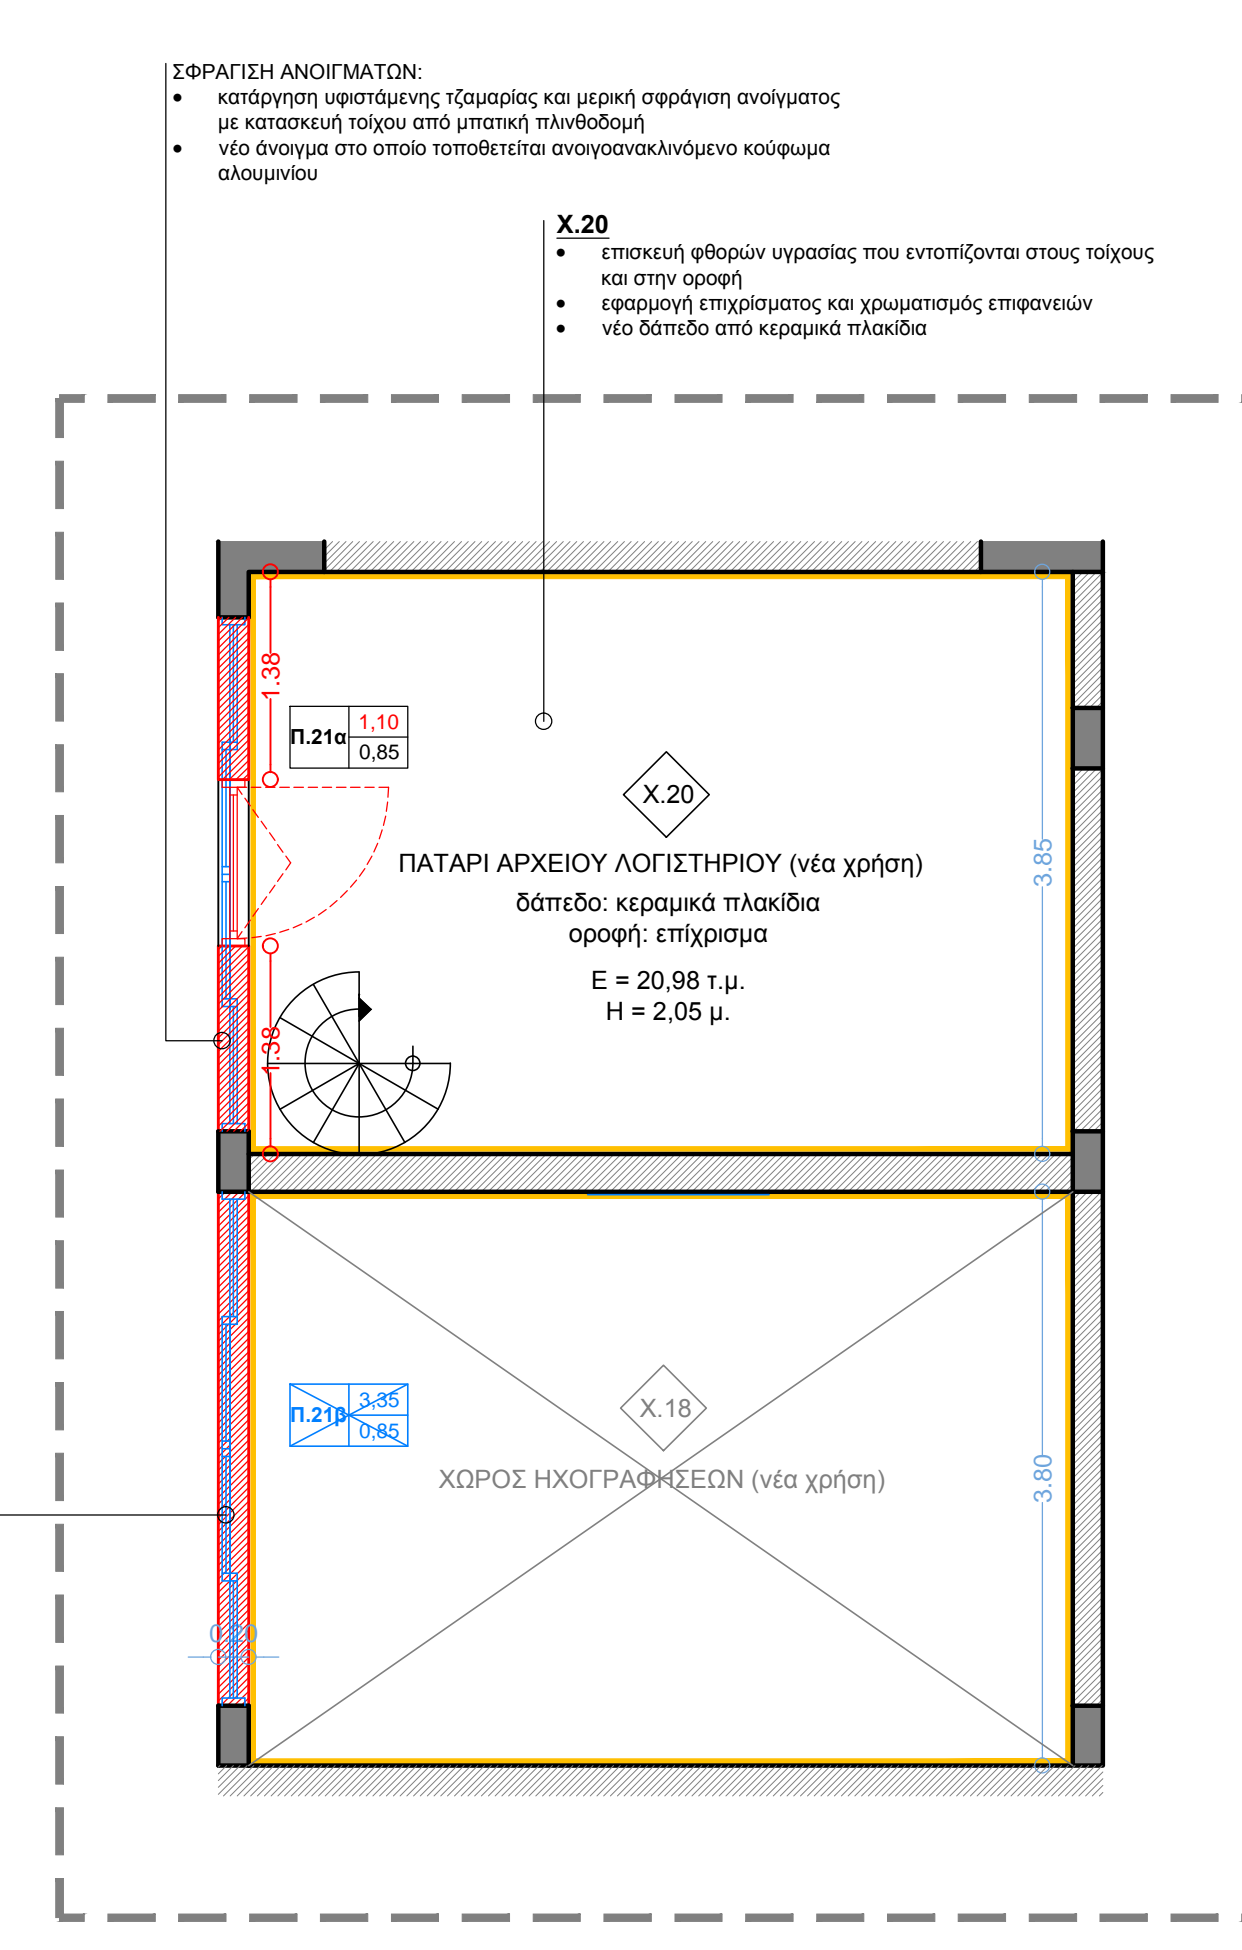 ΣΦΡΑΓΙΣΗ ΑΝΟΙΓΜΑΤΩΝ:
• κατάργηση υφιστάμενης τζαμαρίας και μερική σφράγιση ανοίγματος
με κατασκευή τοίχου από μπατική πλινθοδομή
• νέο άνοιγμα στο οποίο τοποθετείται ανοιγοανακλινόμενο κούφωμα
αλουμινίου
Χ.20
• επισκευή φθορών υγρασίας που εντοπίζονται στους τοίχους
και στην οροφή
• εφαρμογή επιχρίσματος και χρωματισμός επιφανειών
• νέο δάπεδο από κεραμικά πλακίδια
1.38
Π.21α
1,10
0,85
Χ.20
ΠΑΤΑΡΙ ΑΡΧΕΙΟΥ ΛΟΓΙΣΤΗΡΙΟΥ (νέα χρήση)
δάπεδο: κεραμικά πλακίδια
οροφή: επίχρισμα
Ε = 20,98 τ.μ.
Η = 2,05 μ.
3.85
1.38
Π.21β
3,35
0,85
Χ.18
ΧΩΡΟΣ ΗΧΟΓΡΑΦΗΣΕΩΝ (νέα χρήση)
3.80
0.20